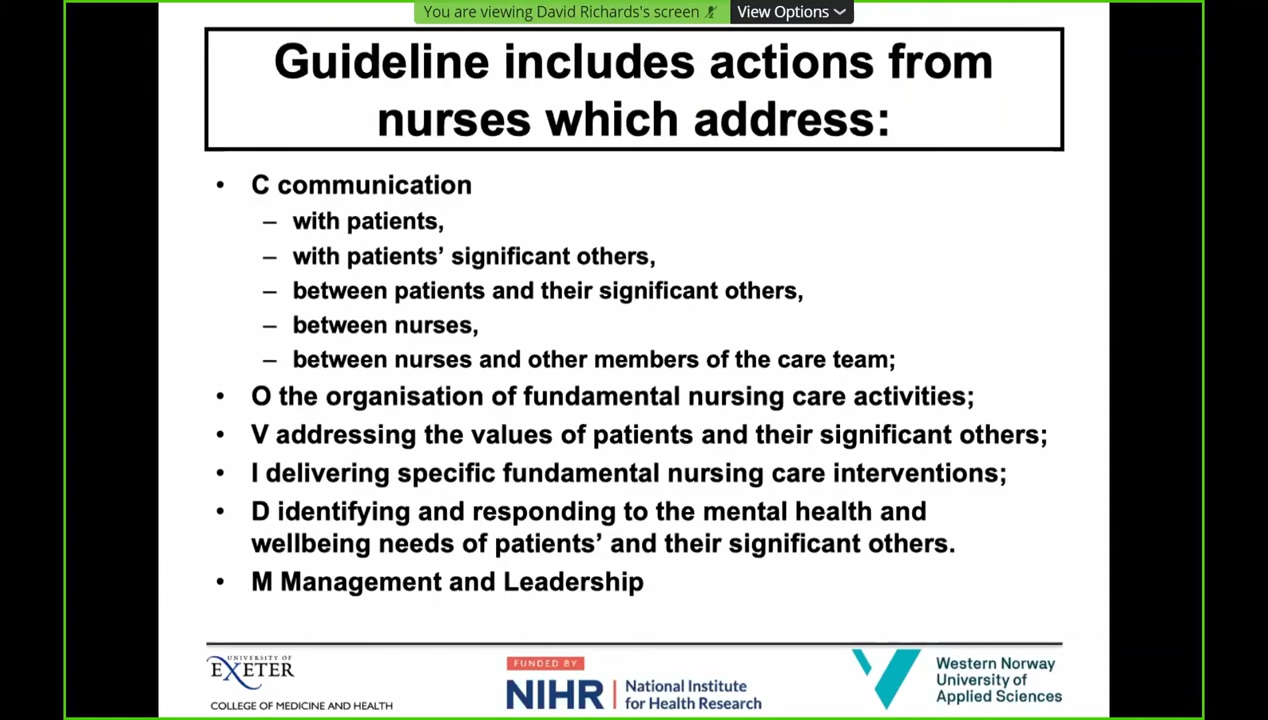 You are viewing David Richards's screen
View Options
Guideline includes actions from
nurses which address:
• C communication
– with patients,
– with patients’ significant others,
– between patients and their significant others,
– between nurses,
– between nurses and other members of the care team;
• O the organisation of fundamental nursing care activities;
• V addressing the values of patients and their significant others;
• I delivering specific fundamental nursing care interventions;
• D identifying and responding to the mental health and
wellbeing needs of patients’ and their significant others.
• M Management and Leadership
UNIVERSITY OF
EXETER
COLLEGE OF MEDICINE AND HEALTH
FUNDED BY
NIHR | National Institute
for Health Research
Western Norway
University of
Applied Sciences